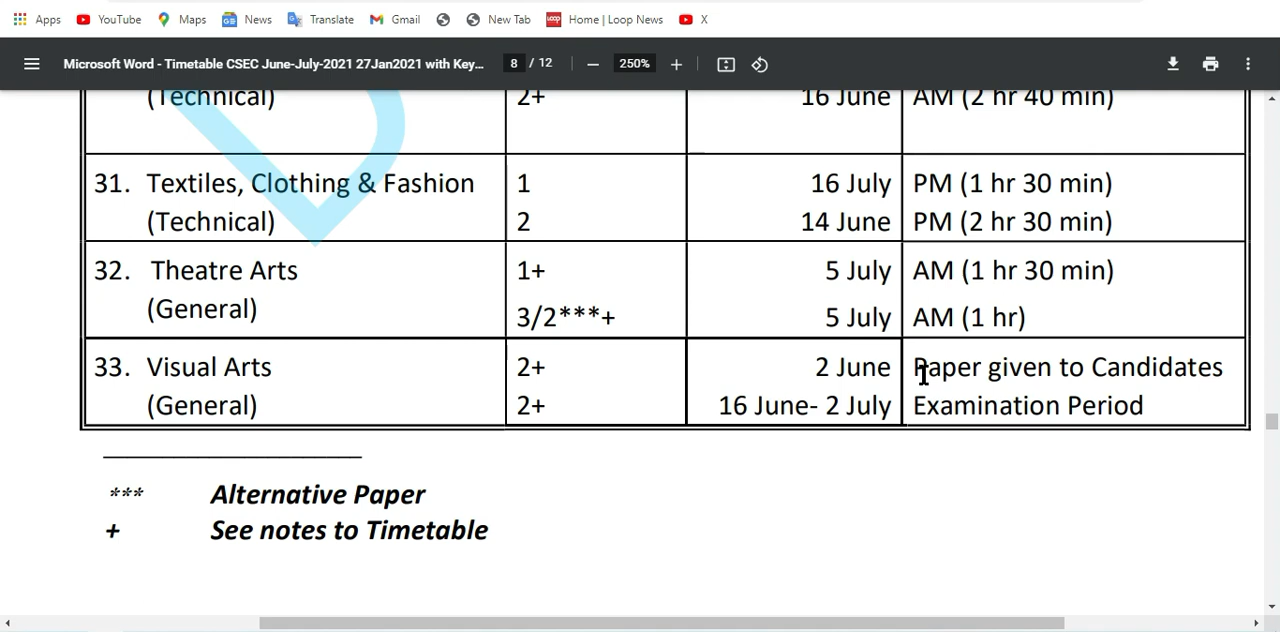 Apps YouTube Maps News Translate Gmail New Tab Home | Loop News X
Microsoft Word - Timetable CSEC June-July-2021 27Jan2021 with Key... 8 / 12 — 250% +
(Technical) 2+ 16 June AM (2 hr 40 min)
31. Textiles, Clothing & Fashion 1 16 July PM (1 hr 30 min)
(Technical) 2 14 June PM (2 hr 30 min)
32. Theatre Arts 1+ 5 July AM (1 hr 30 min)
(General) 3/2***+ 5 July AM (1 hr)
33. Visual Arts 2+ 2 June Paper given to Candidates
(General) 2+ 16 June- 2 July Examination Period
*** Alternative Paper
+ See notes to Timetable